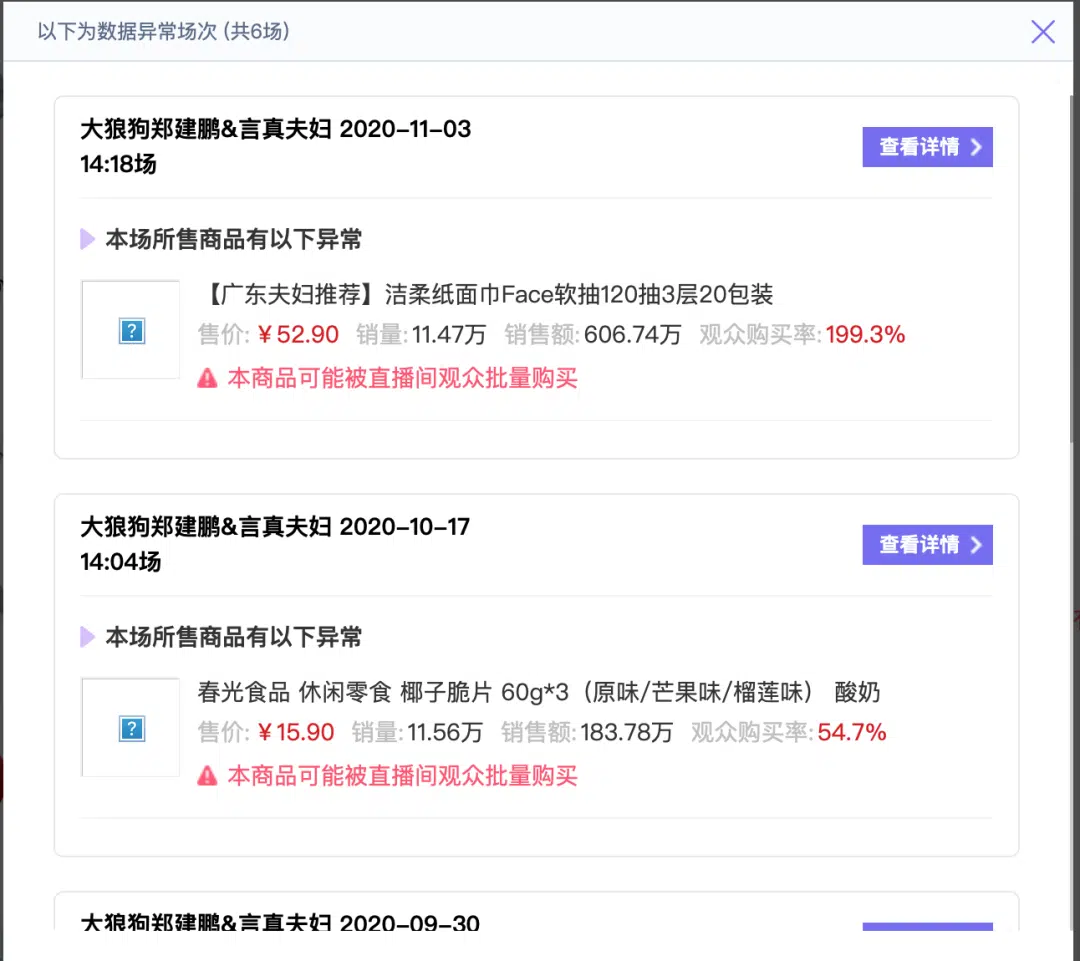 以下为数据异常场次 (共6场)
大狼狗郑建鹏&言真夫妇 2020-11-03
14:18场
查看详情
本场所售商品有以下异常
【广东夫妇推荐】洁柔纸面巾Face软抽120抽3层20包装
售价: ¥52.90 销量:11.47万 销售额:606.74万 观众购买率:199.3%
本商品可能被直播间观众批量购买
大狼狗郑建鹏&言真夫妇 2020-10-17
14:04场
查看详情
本场所售商品有以下异常
春光食品 休闲零食 椰子脆片 60g*3（原味/芒果味/榴莲味） 酸奶
售价: ¥15.90 销量:11.56万 销售额:183.78万 观众购买率:54.7%
本商品可能被直播间观众批量购买
大狼狗郑建鹏&言真夫妇 2020-09-30